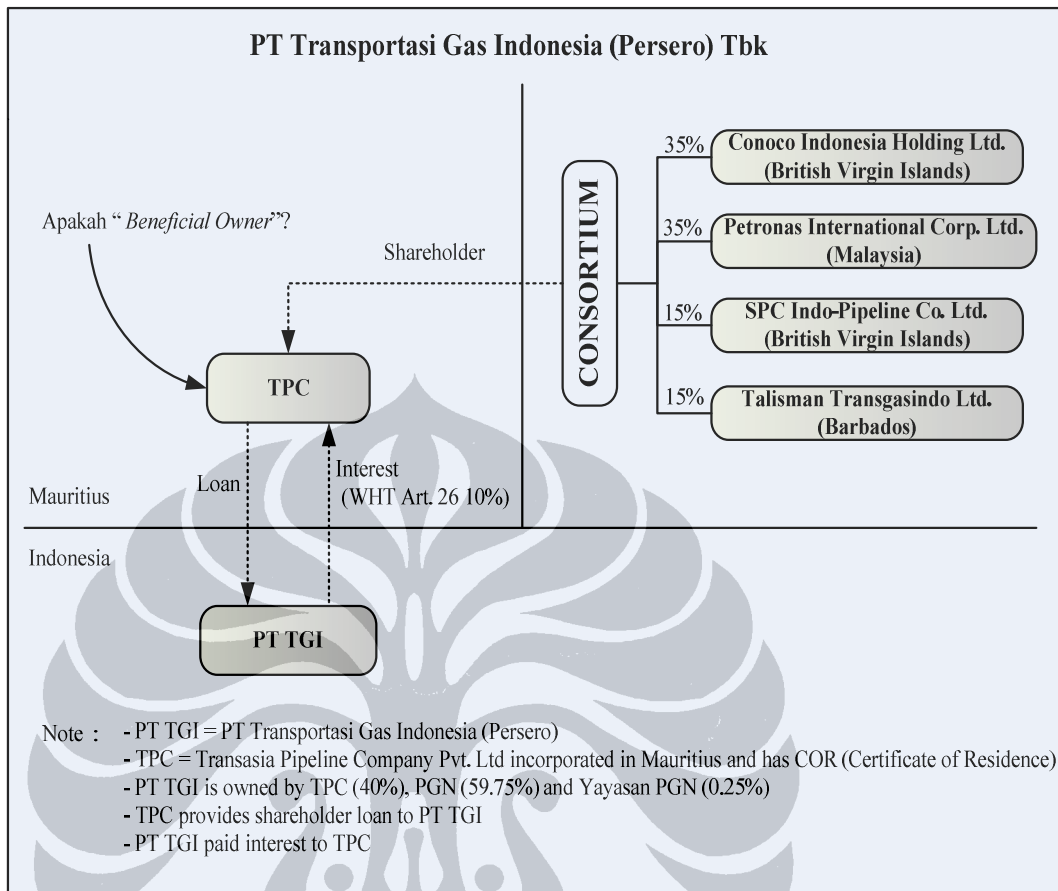 PT Transportasi Gas Indonesia (Persero) Tbk
Apakah “ Beneficial Owner”?
Shareholder
CONSORTIUM
35%
Conoco Indonesia Holding Ltd.
(British Virgin Islands)
35%
Petronas International Corp. Ltd.
(Malaysia)
15%
SPC Indo-Pipeline Co. Ltd.
(British Virgin Islands)
15%
Talisman Transgasindo Ltd.
(Barbados)
TPC
Loan
Interest
(WHT Art. 26 10%)
Mauritius
Indonesia
PT TGI
Note : - PT TGI = PT Transportasi Gas Indonesia (Persero)
- TPC = Transasia Pipeline Company Pvt. Ltd incorporated in Mauritius and has COR (Certificate of Residence)
- PT TGI is owned by TPC (40%), PGN (59.75%) and Yayasan PGN (0.25%)
- TPC provides shareholder loan to PT TGI
- PT TGI paid interest to TPC